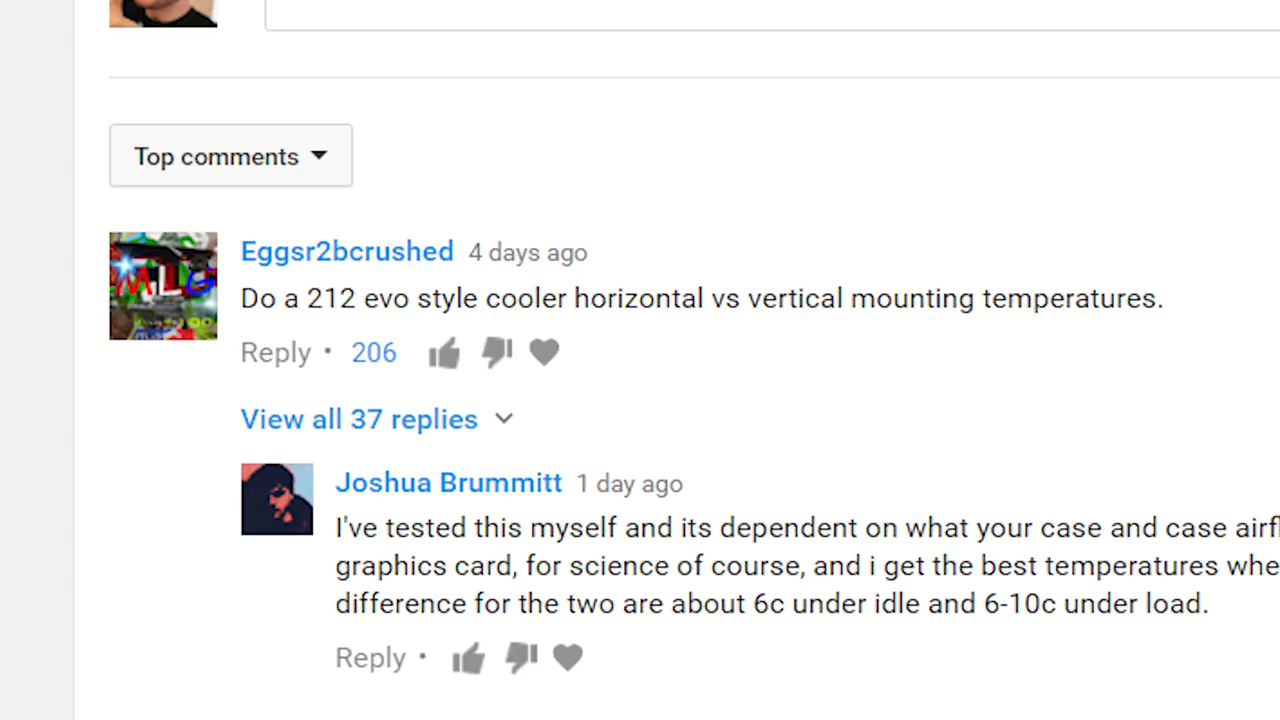 Top comments
MLG
Eggsr2bcrushed 4 days ago
Do a 212 evo style cooler horizontal vs vertical mounting temperatures.
Reply • 206
View all 37 replies
Joshua Brummitt 1 day ago
I've tested this myself and its dependent on what your case and case
graphics card, for science of course, and i get the best temperatures
difference for the two are about 6c under idle and 6-10c under load.
Reply •